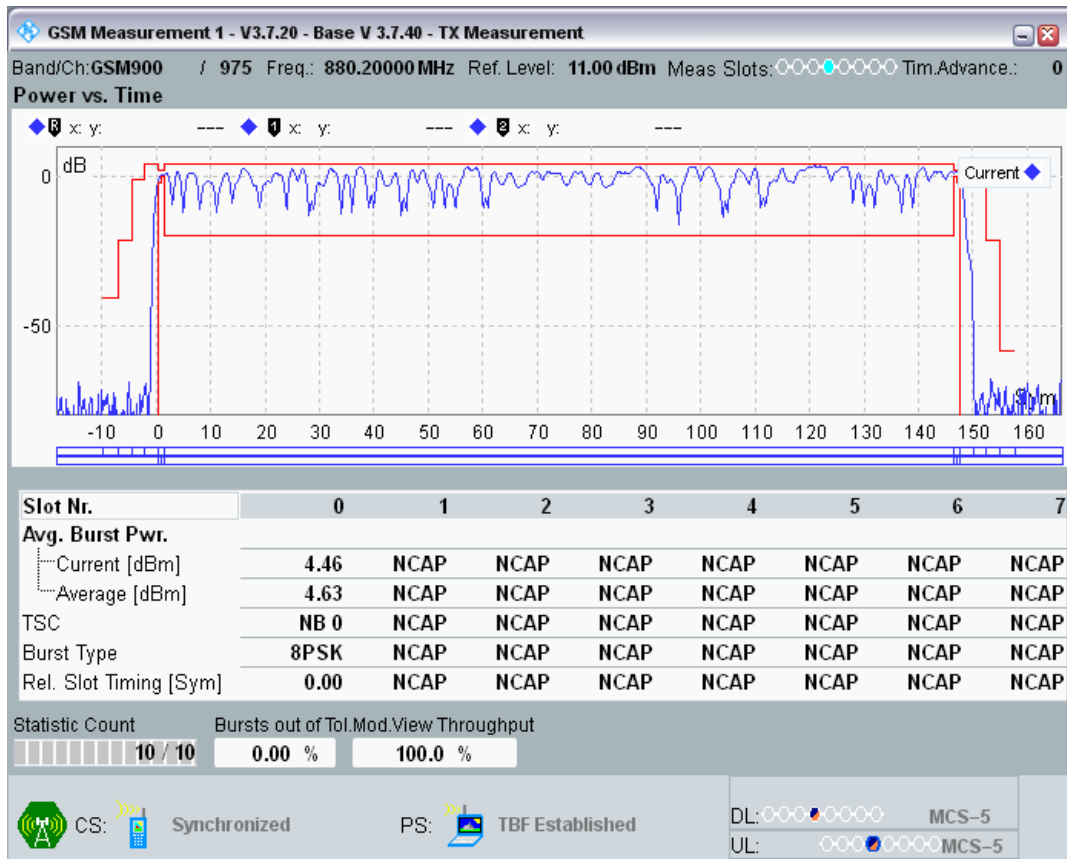 GSM Measurement 1 - V3.7.20 - Base V 3.7.40 - TX Measurement
Band/Ch:GSM900 / 975 Freq.: 880.20000 MHz Ref. Level: 11.00 dBm Meas Slots: Tim.Advance.: 0
Power vs. Time
R x: y: --- 1 x: y: --- 2 x: y: ---
dB
0
Current
-50
Sym
-10 0 10 20 30 40 50 60 70 80 90 100 110 120 130 140 150 160
Slot Nr. 0 1 2 3 4 5 6 7
Avg. Burst Pwr.
Current [dBm] 4.46 NCAP NCAP NCAP NCAP NCAP NCAP NCAP
Average [dBm] 4.63 NCAP NCAP NCAP NCAP NCAP NCAP NCAP
TSC NB 0 NCAP NCAP NCAP NCAP NCAP NCAP NCAP
Burst Type 8PSK NCAP NCAP NCAP NCAP NCAP NCAP NCAP
Rel. Slot Timing [Sym] 0.00 NCAP NCAP NCAP NCAP NCAP NCAP NCAP
Statistic Count Bursts out of Tol.Mod.View Throughput
10 / 10 0.00 % 100.0 %
CS: Synchronized PS: TBF Established
DL: MCS-5
UL: MCS-5